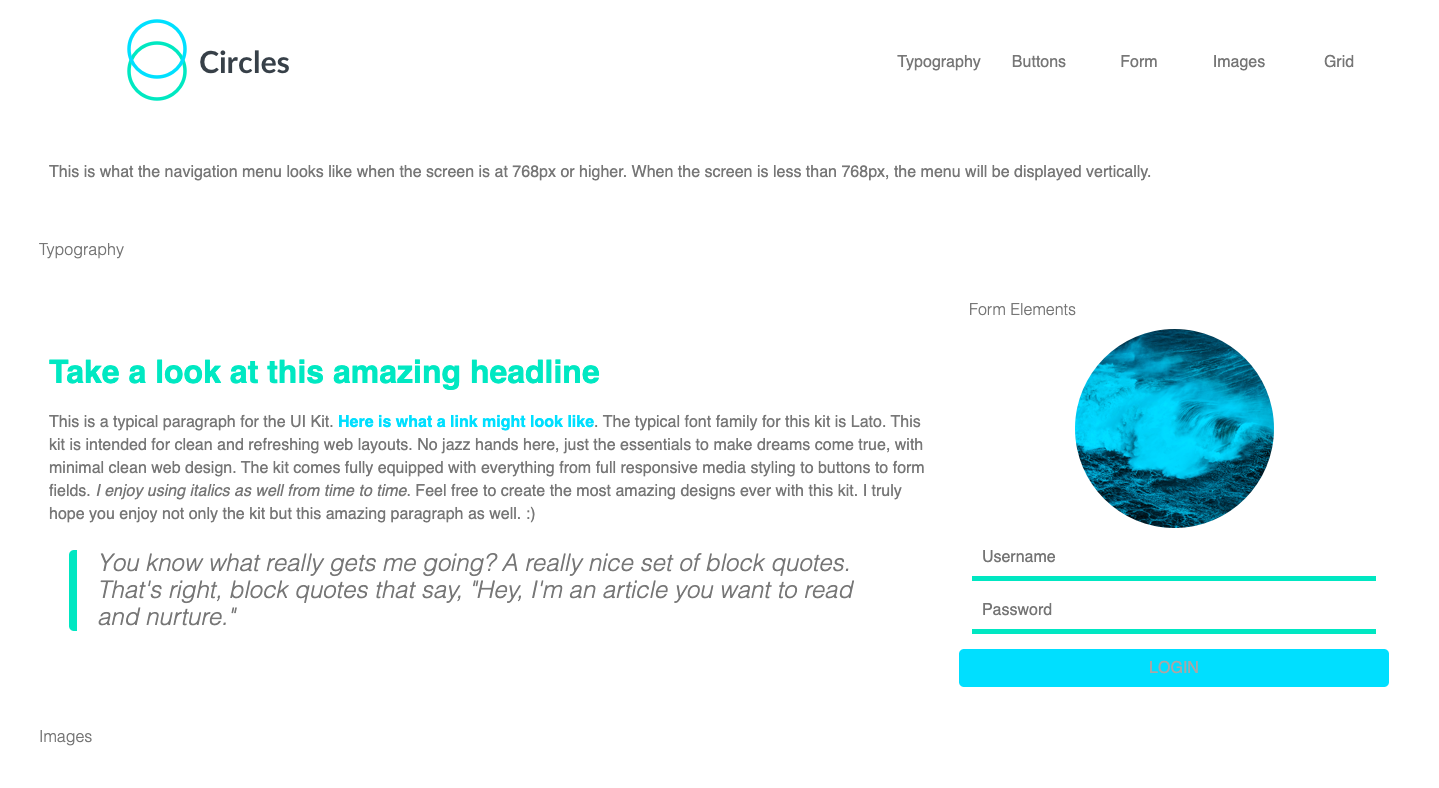 Circles
Typography Buttons Form Images Grid
This is what the navigation menu looks like when the screen is at 768px or higher. When the screen is less than 768px, the menu will be displayed vertically.
Typography
Take a look at this amazing headline
This is a typical paragraph for the UI Kit. Here is what a link might look like. The typical font family for this kit is Lato. This
kit is intended for clean and refreshing web layouts. No jazz hands here, just the essentials to make dreams come true, with
minimal clean web design. The kit comes fully equipped with everything from full responsive media styling to buttons to form
fields. I enjoy using italics as well from time to time. Feel free to create the most amazing designs ever with this kit. I truly
hope you enjoy not only the kit but this amazing paragraph as well. :)
You know what really gets me going? A really nice set of block quotes.
That's right, block quotes that say, "Hey, I'm an article you want to read
and nurture."
Form Elements
Username
Password
LOGIN
Images